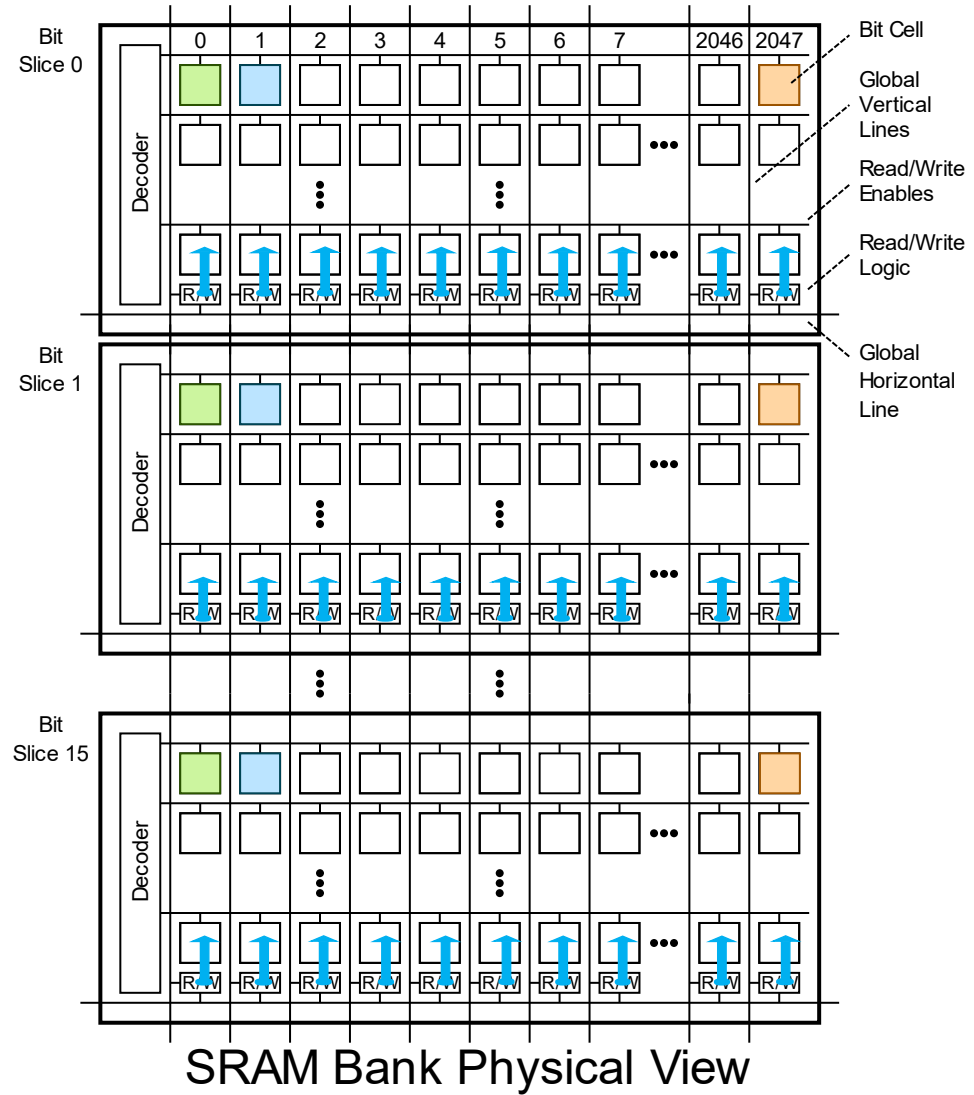 Bit
Slice 0
0 1 2 3 4 5 6 7 2046 2047
Decoder
R/W R/W R/W R/W R/W R/W R/W R/W R/W R/W
Bit Cell
Global
Vertical
Lines
Read/Write
Enables
Read/Write
Logic
Global
Horizontal
Line
Bit
Slice 1
Decoder
R/W R/W R/W R/W R/W R/W R/W R/W R/W R/W
Bit
Slice 15
Decoder
R/W R/W R/W R/W R/W R/W R/W R/W R/W R/W
SRAM Bank Physical View